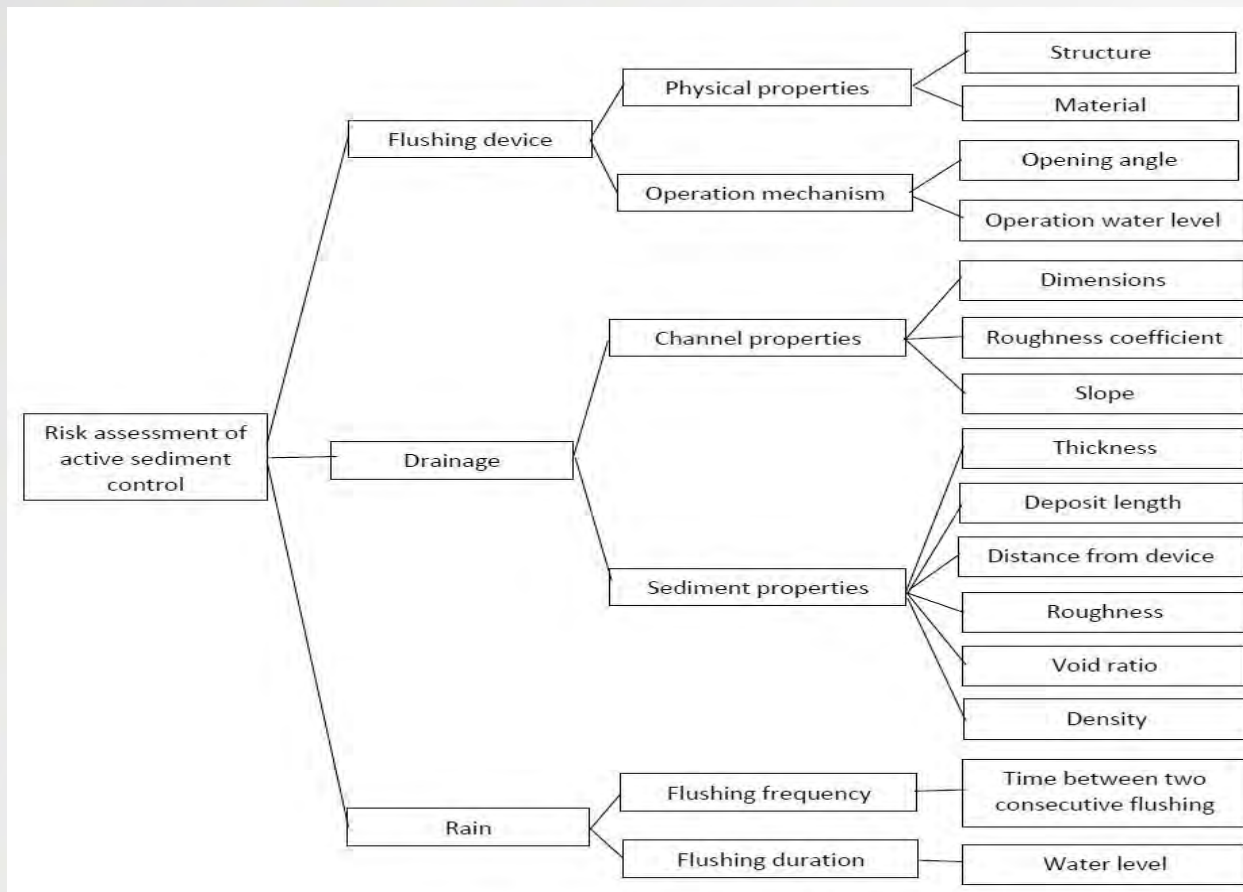 Structure
Physical properties
Material
Flushing device
Opening angle
Operation mechanism
Operation water level
Dimensions
Channel properties
Roughness coefficient
Slope
Risk assessment of
active sediment
control
Drainage
Thickness
Deposit length
Distance from device
Sediment properties
Roughness
Void ratio
Density
Flushing frequency
Time between two
consecutive flushing
Rain
Flushing duration
Water level